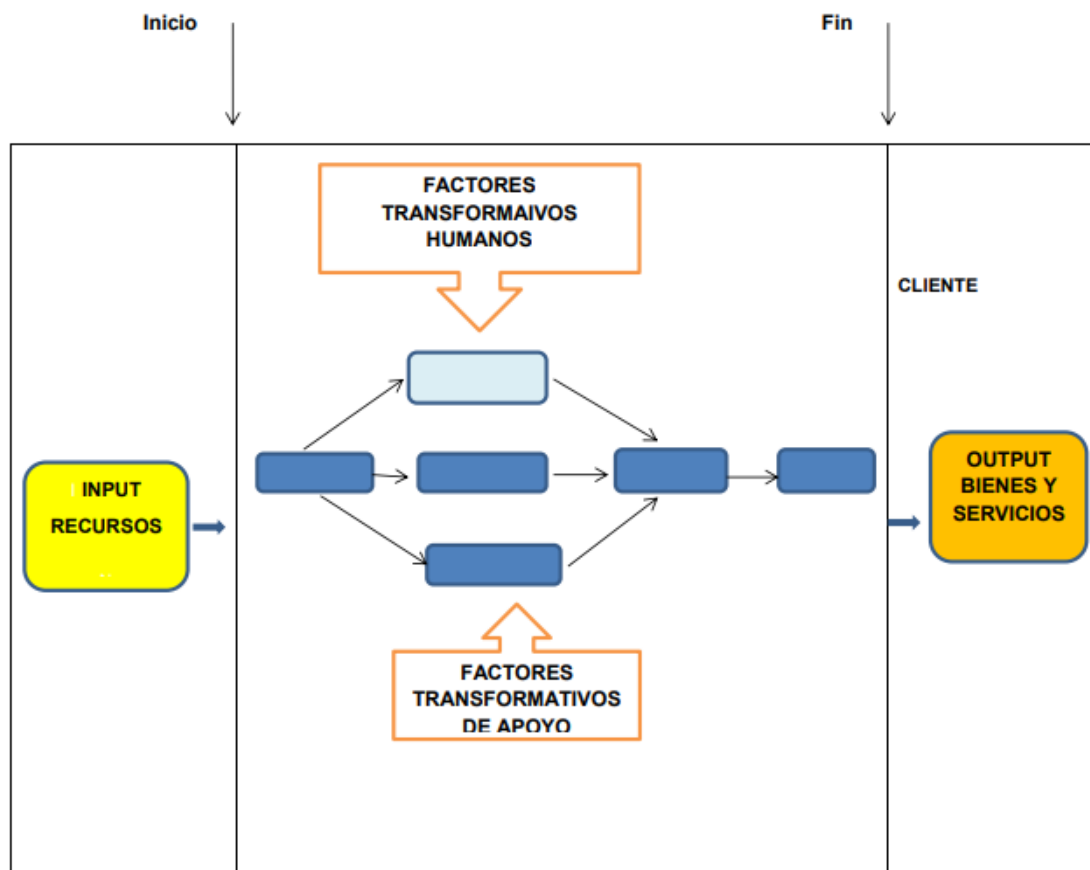 Inicio
Fin
FACTORES
TRANSFORMAIVOS
HUMANOS
CLIENTE
INPUT
RECURSOS
OUTPUT
BIENES Y
SERVICIOS
FACTORES
TRANSFORMATIVOS
DE APOYO